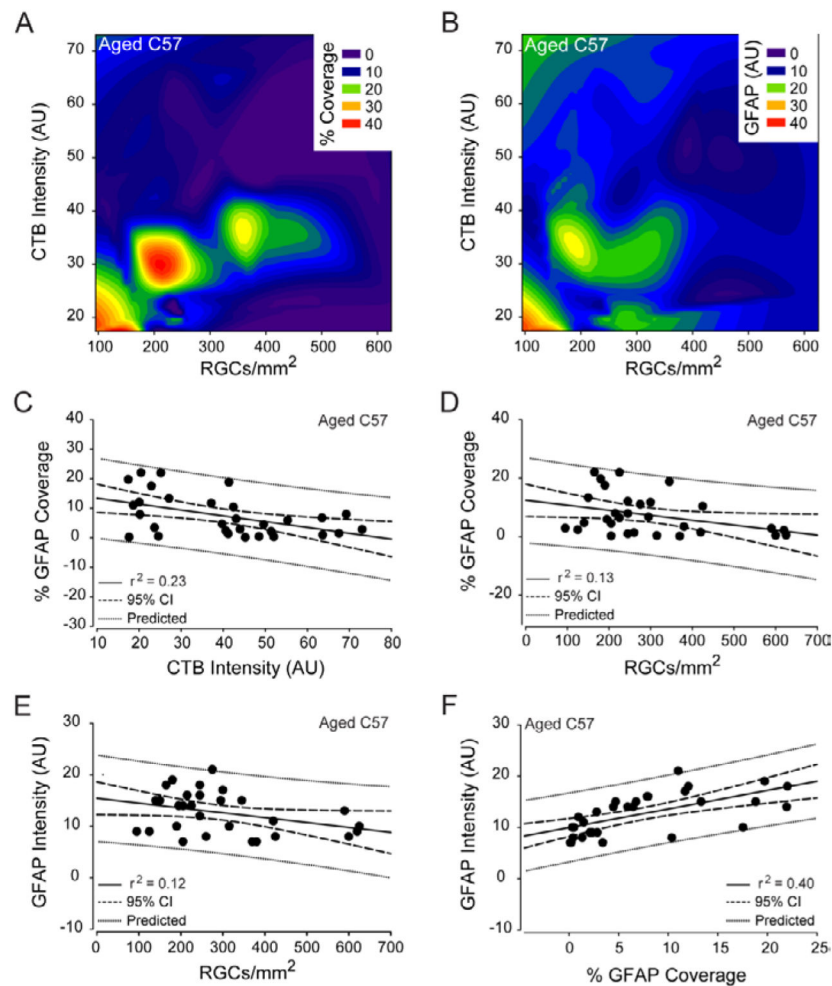 A
Aged C57
CTB Intensity (AU)
70
60
50
40
30
20
100 200 300 400 500 600
RGCs/mm²
% Coverage
0
10
20
30
40
B
Aged C57
CTB Intensity (AU)
70
60
50
40
30
20
100 200 300 400 500 600
RGCs/mm²
GFAP (AU)
0
10
20
30
40
C
Aged C57
% GFAP Coverage
40
30
20
10
0
-10
-30
r² = 0.23
95% CI
Predicted
10 20 30 40 50 60 70 80
CTB Intensity (AU)
D
Aged C57
% GFAP Coverage
40
20
0
-20
r² = 0.13
95% CI
Predicted
0 100 200 300 400 500 600 700
RGCs/mm²
E
Aged C57
GFAP Intensity (AU)
30
20
10
0
-10
r² = 0.12
95% CI
Predicted
0 100 200 300 400 500 600 700
RGCs/mm²
F
Aged C57
GFAP Intensity (AU)
30
20
10
0
-10
r² = 0.40
95% CI
Predicted
0 5 10 15 20 25
% GFAP Coverage